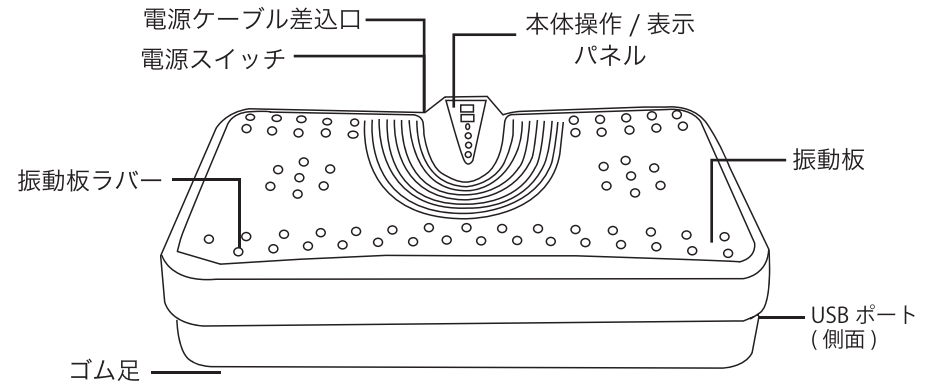 電源ケーブル差込口
電源スイッチ
本体操作 / 表示
パネル
振動板
振動板ラバー
USB ポート
( 側面 )
ゴム足